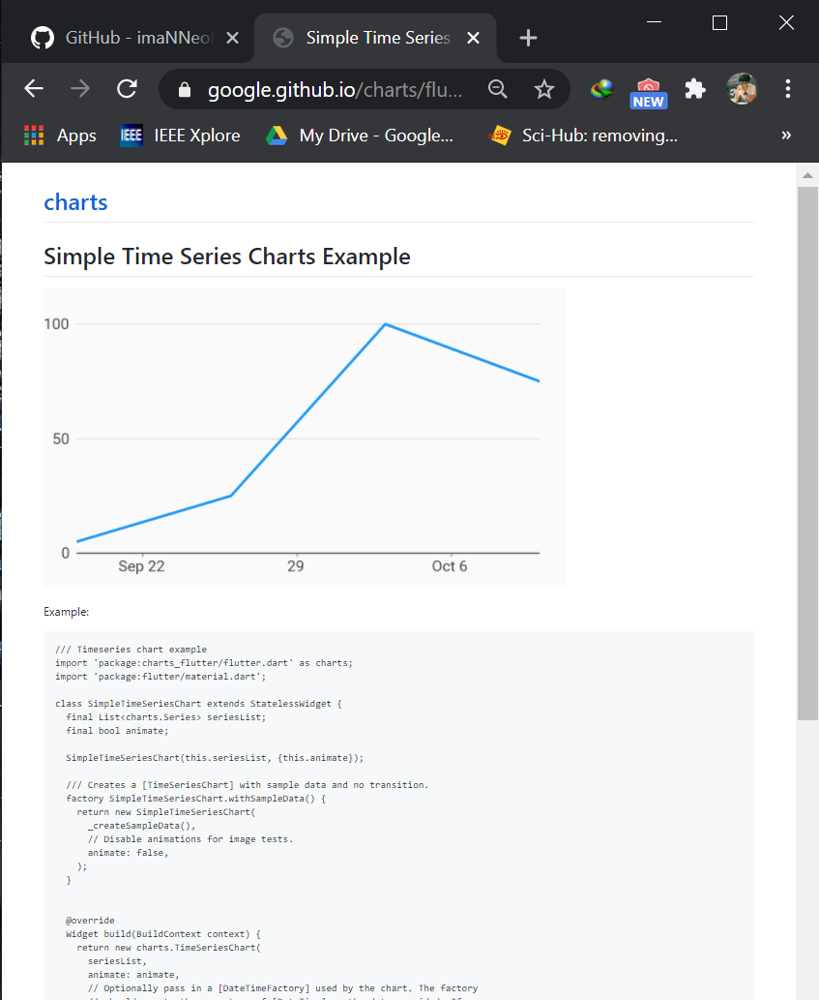 GitHub - imaNNeo
Simple Time Series
google.github.io/charts/flu...
NEW
Apps
IEEE
IEEE Xplore
My Drive - Google...
Sci-Hub: removing...
»
charts
Simple Time Series Charts Example
100
50
0
Sep 22
29
Oct 6
Example:
/// Timeseries chart example
import 'package:charts_flutter/flutter.dart' as charts;
import 'package:flutter/material.dart';
class SimpleTimeSeriesChart extends StatelessWidget {
final List<charts.Series> seriesList;
final bool animate;
SimpleTimeSeriesChart(this.seriesList, {this.animate});
/// Creates a [TimeSeriesChart] with sample data and no transition.
factory SimpleTimeSeriesChart.withSampleData() {
return new SimpleTimeSeriesChart(
_createSampleData(),
// Disable animations for image tests.
animate: false,
);
}
@override
Widget build(BuildContext context) {
return new charts.TimeSeriesChart(
seriesList,
animate: animate,
// Optionally pass in a [DateTimeFactory] used by the chart. The factory